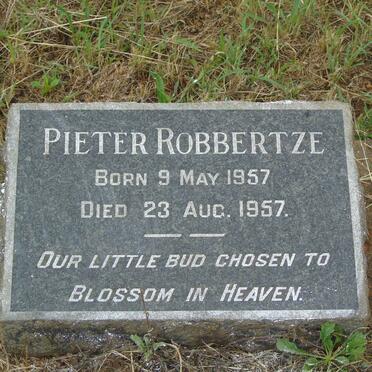 PIETER ROBBERTZE
BORN 9 MAY 1957
DIED 23 AUG. 1957.
OUR LITTLE BUD CHOSEN TO
BLOSSOM IN HEAVEN.